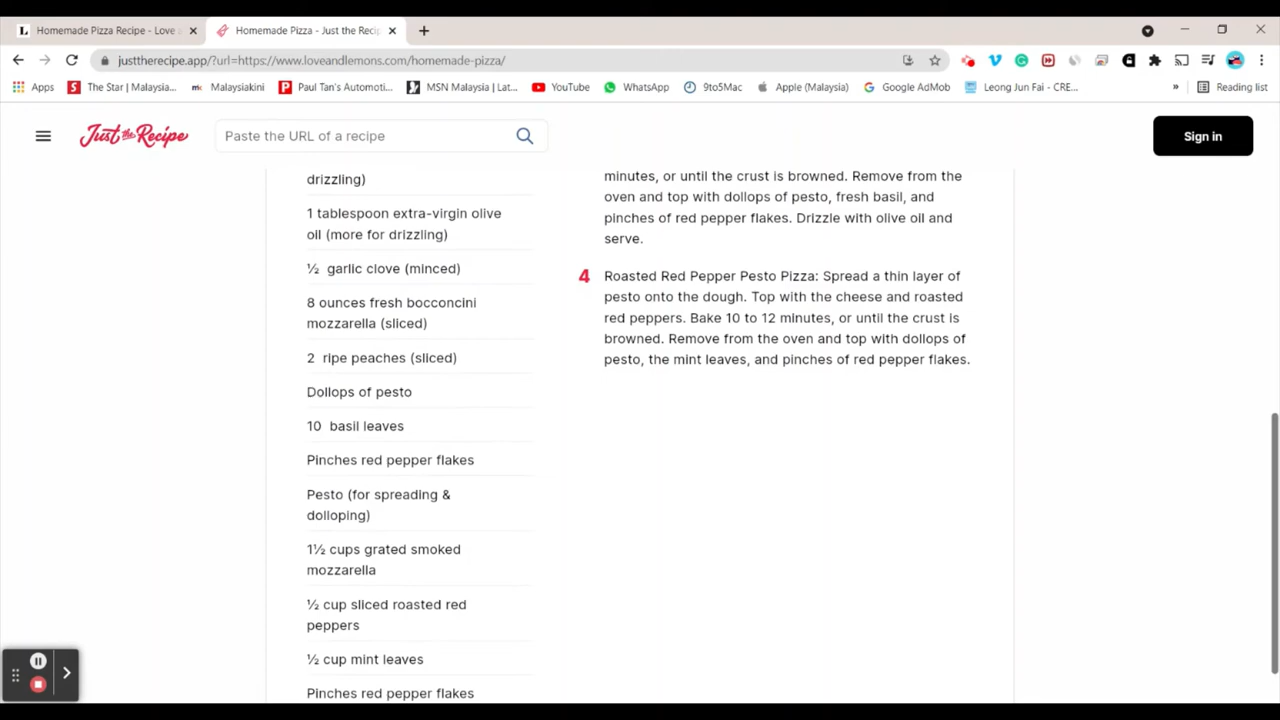 Homemade Pizza Recipe - Love
Homemade Pizza - Just the Recip
justtherecipe.app/?url=https://www.loveandlemons.com/homemade-pizza/
Apps
The Star | Malaysia...
Malaysiakini
Paul Tan's Automoti...
MSN Malaysia | Lat...
YouTube
WhatsApp
9to5Mac
Apple (Malaysia)
Google AdMob
Leong Jun Fai - CRE...
»
Reading list
Just the Recipe
Paste the URL of a recipe
Sign in
drizzling)
1 tablespoon extra-virgin olive
oil (more for drizzling)
½ garlic clove (minced)
8 ounces fresh bocconcini
mozzarella (sliced)
2 ripe peaches (sliced)
Dollops of pesto
10 basil leaves
Pinches red pepper flakes
Pesto (for spreading &
dolloping)
1½ cups grated smoked
mozzarella
½ cup sliced roasted red
peppers
½ cup mint leaves
Pinches red pepper flakes
minutes, or until the crust is browned. Remove from the
oven and top with dollops of pesto, fresh basil, and
pinches of red pepper flakes. Drizzle with olive oil and
serve.
4 Roasted Red Pepper Pesto Pizza: Spread a thin layer of
pesto onto the dough. Top with the cheese and roasted
red peppers. Bake 10 to 12 minutes, or until the crust is
browned. Remove from the oven and top with dollops of
pesto, the mint leaves, and pinches of red pepper flakes.